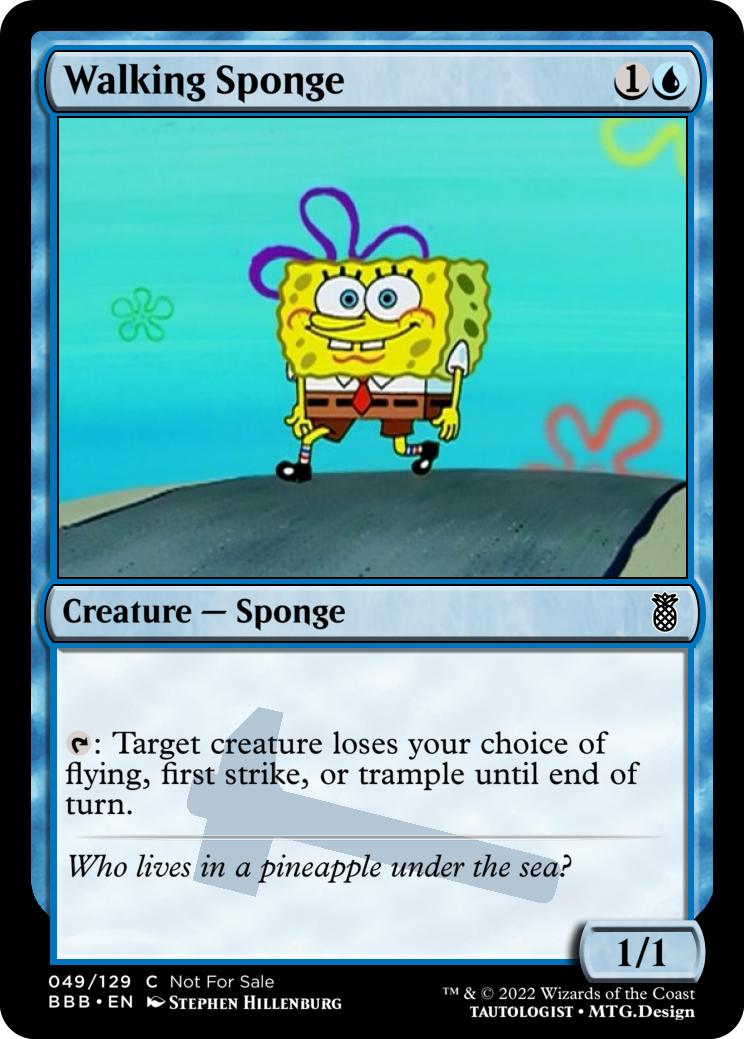 Walking Sponge 1
Creature — Sponge
: Target creature loses your choice of
flying, first strike, or trample until end of
turn.
Who lives in a pineapple under the sea?
1/1
049/129 C Not For Sale
BBB • EN Stephen Hillenburg
™ & © 2022 Wizards of the Coast
TAUTOLOGIST • MTG.Design